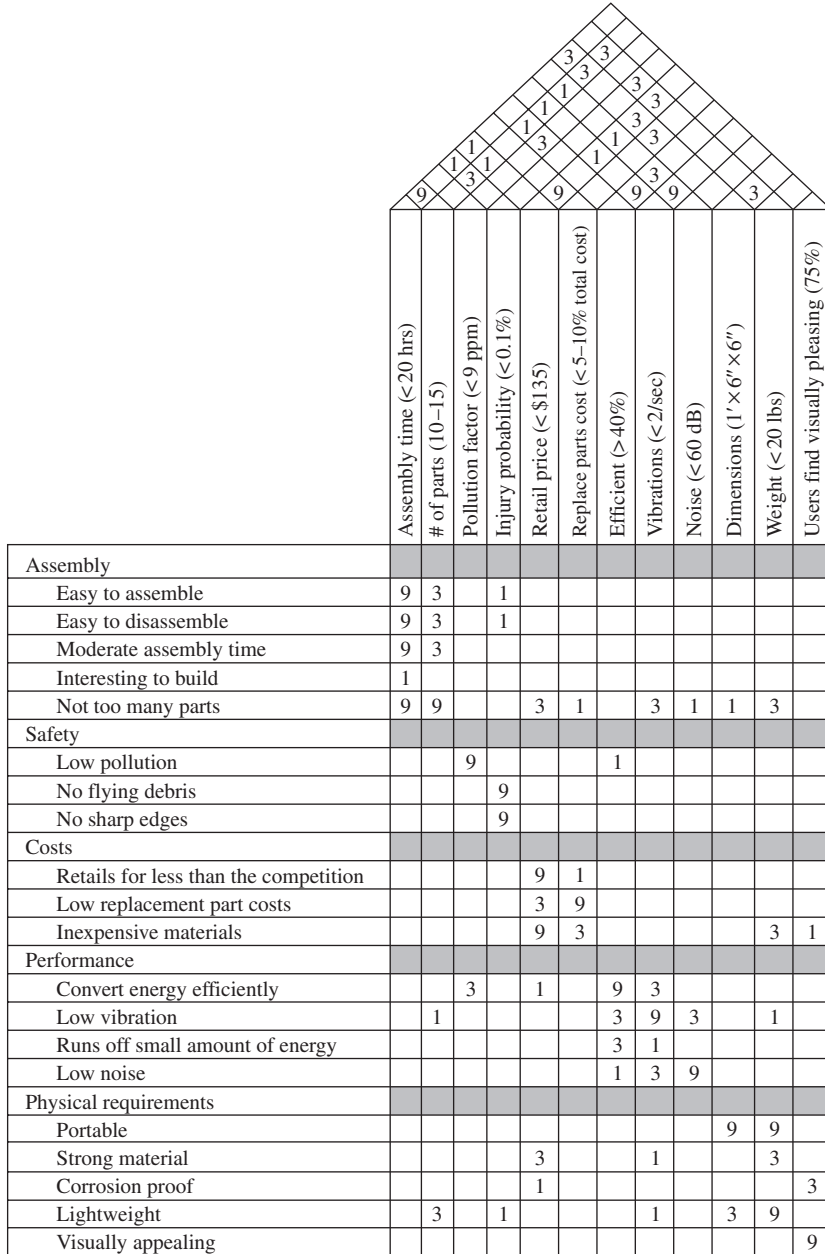 3 3
3 3
1 3
1 3
1 3
1 3 1 3
1 1
1 1 3
3
9 9 9 9 3
Assembly time (<20 hrs)
# of parts (10–15)
Pollution factor (<9 ppm)
Injury probability (<0.1%)
Retail price (<$135)
Replace parts cost (<5–10% total cost)
Efficient (>40%)
Vibrations (<2/sec)
Noise (<60 dB)
Dimensions (1′×6″×6″)
Weight (<20 lbs)
Users find visually pleasing (75%)
Assembly
Easy to assemble 9 3 1
Easy to disassemble 9 3 1
Moderate assembly time 9 3
Interesting to build 1
Not too many parts 9 9 3 1 3 1 1 3
Safety
Low pollution 9 1
No flying debris 9
No sharp edges 9
Costs
Retails for less than the competition 9 1
Low replacement part costs 3 9
Inexpensive materials 9 3 3 1
Performance
Convert energy efficiently 3 1 9 3
Low vibration 1 3 9 3 1
Runs off small amount of energy 3 1
Low noise 1 3 9
Physical requirements
Portable 9 9
Strong material 3 1 3
Corrosion proof 1 3
Lightweight 3 1 1 3 9
Visually appealing 9